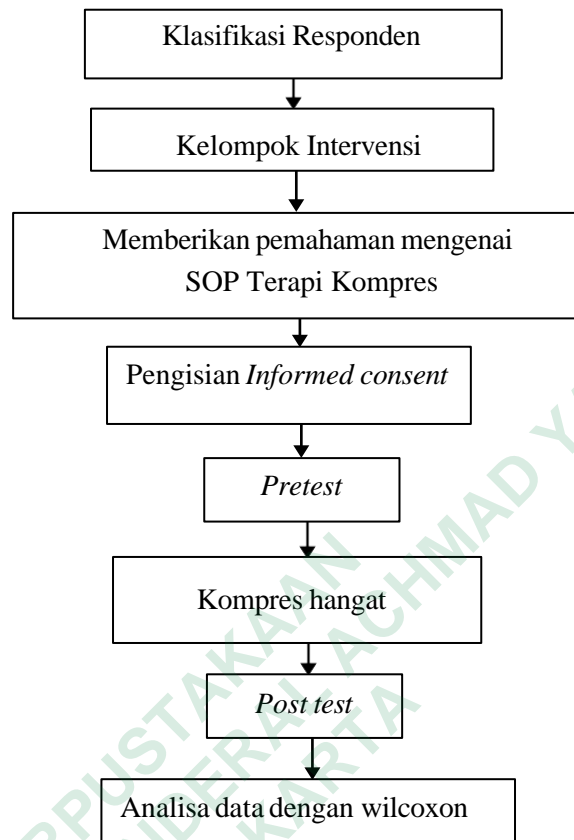 Klasifikasi Responden
Kelompok Intervensi
Memberikan pemahaman mengenai
SOP Terapi Kompres
Pengisian Informed consent
Pretest
Kompres hangat
Post test
Analisa data dengan wilcoxon